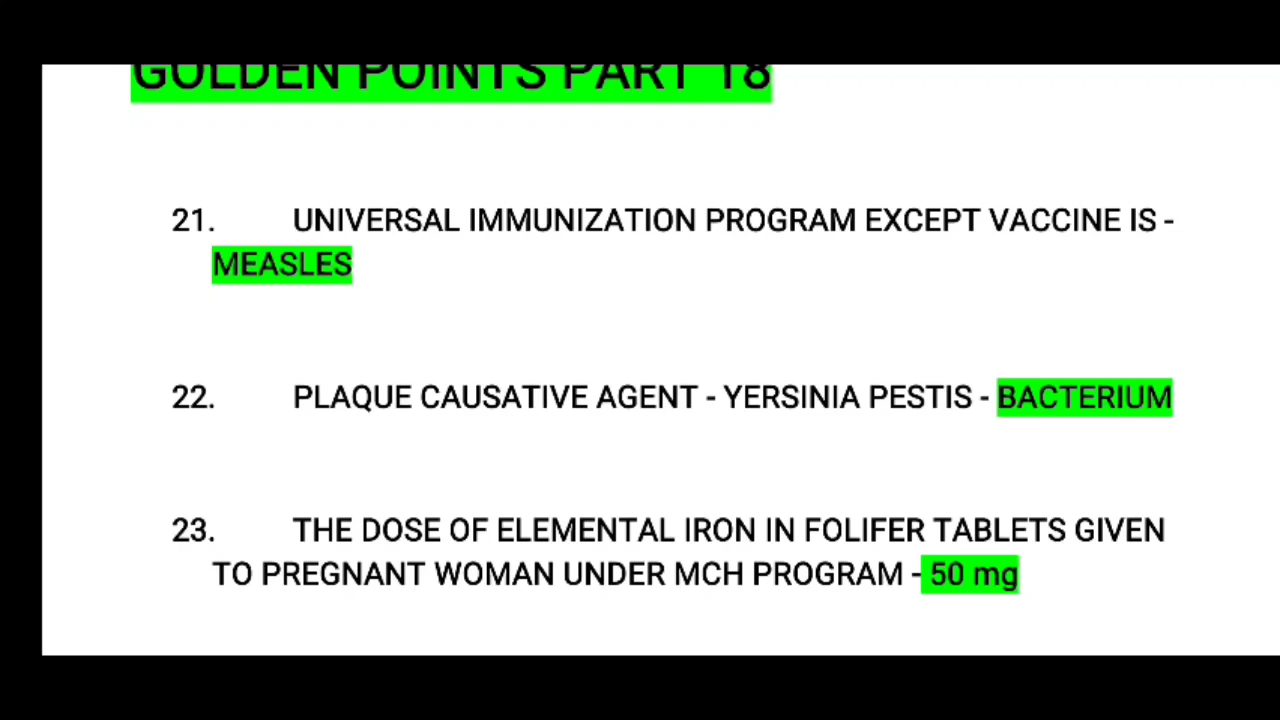 GOLDEN POINTS PART 18
21. UNIVERSAL IMMUNIZATION PROGRAM EXCEPT VACCINE IS -
MEASLES
22. PLAQUE CAUSATIVE AGENT - YERSINIA PESTIS - BACTERIUM
23. THE DOSE OF ELEMENTAL IRON IN FOLIFER TABLETS GIVEN
TO PREGNANT WOMAN UNDER MCH PROGRAM - 50 mg